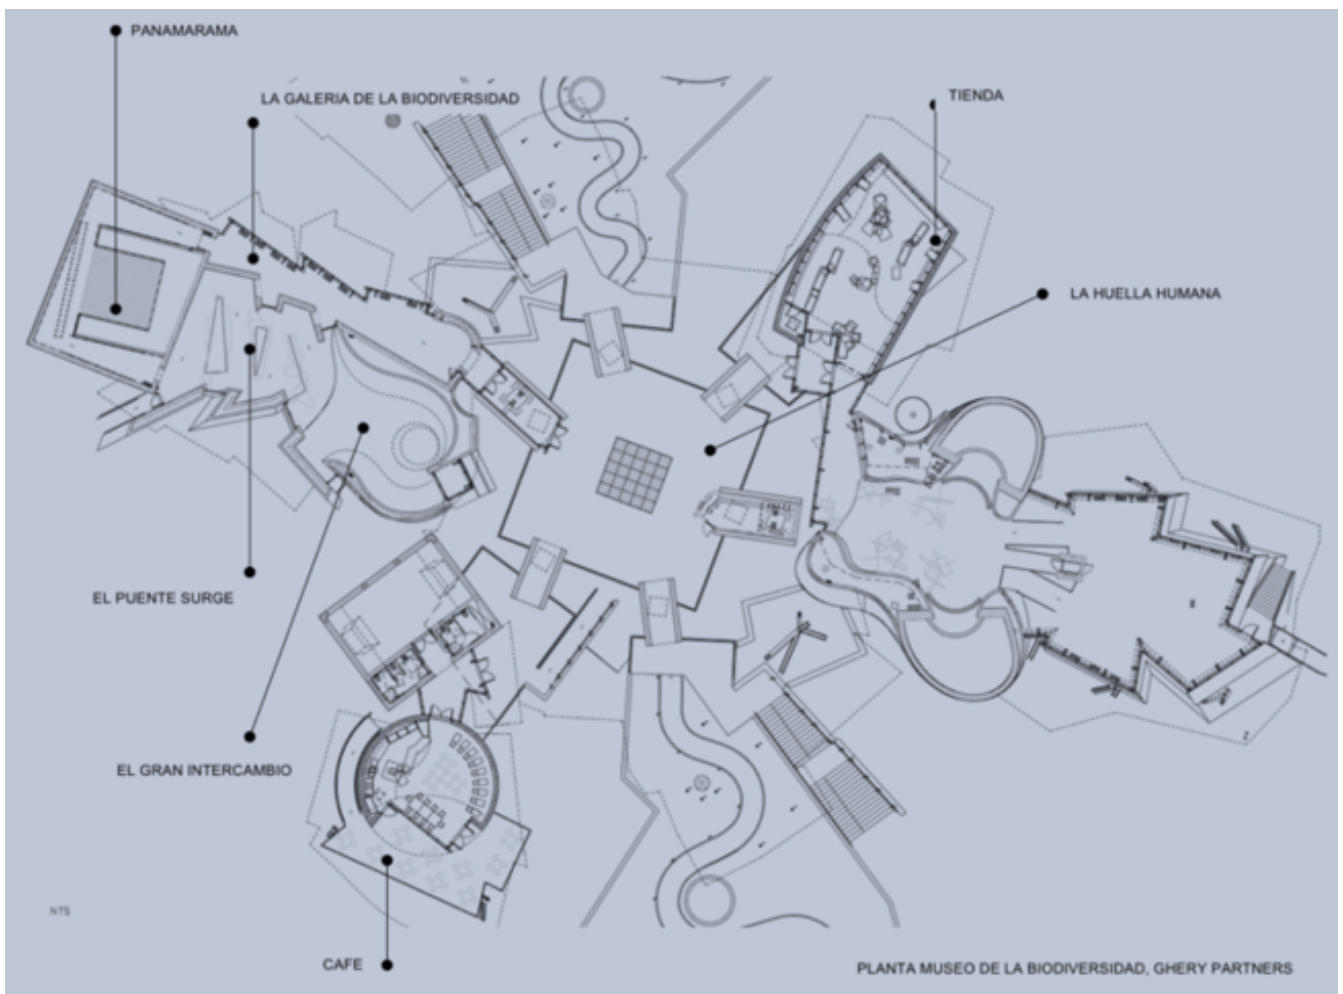 PANAMARAMA
LA GALERIA DE LA BIODIVERSIDAD
TIENDA
LA HUELLA HUMANA
EL PUENTE SURGE
EL GRAN INTERCAMBIO
NTS
CAFE
PLANTA MUSEO DE LA BIODIVERSIDAD, GHERY PARTNERS